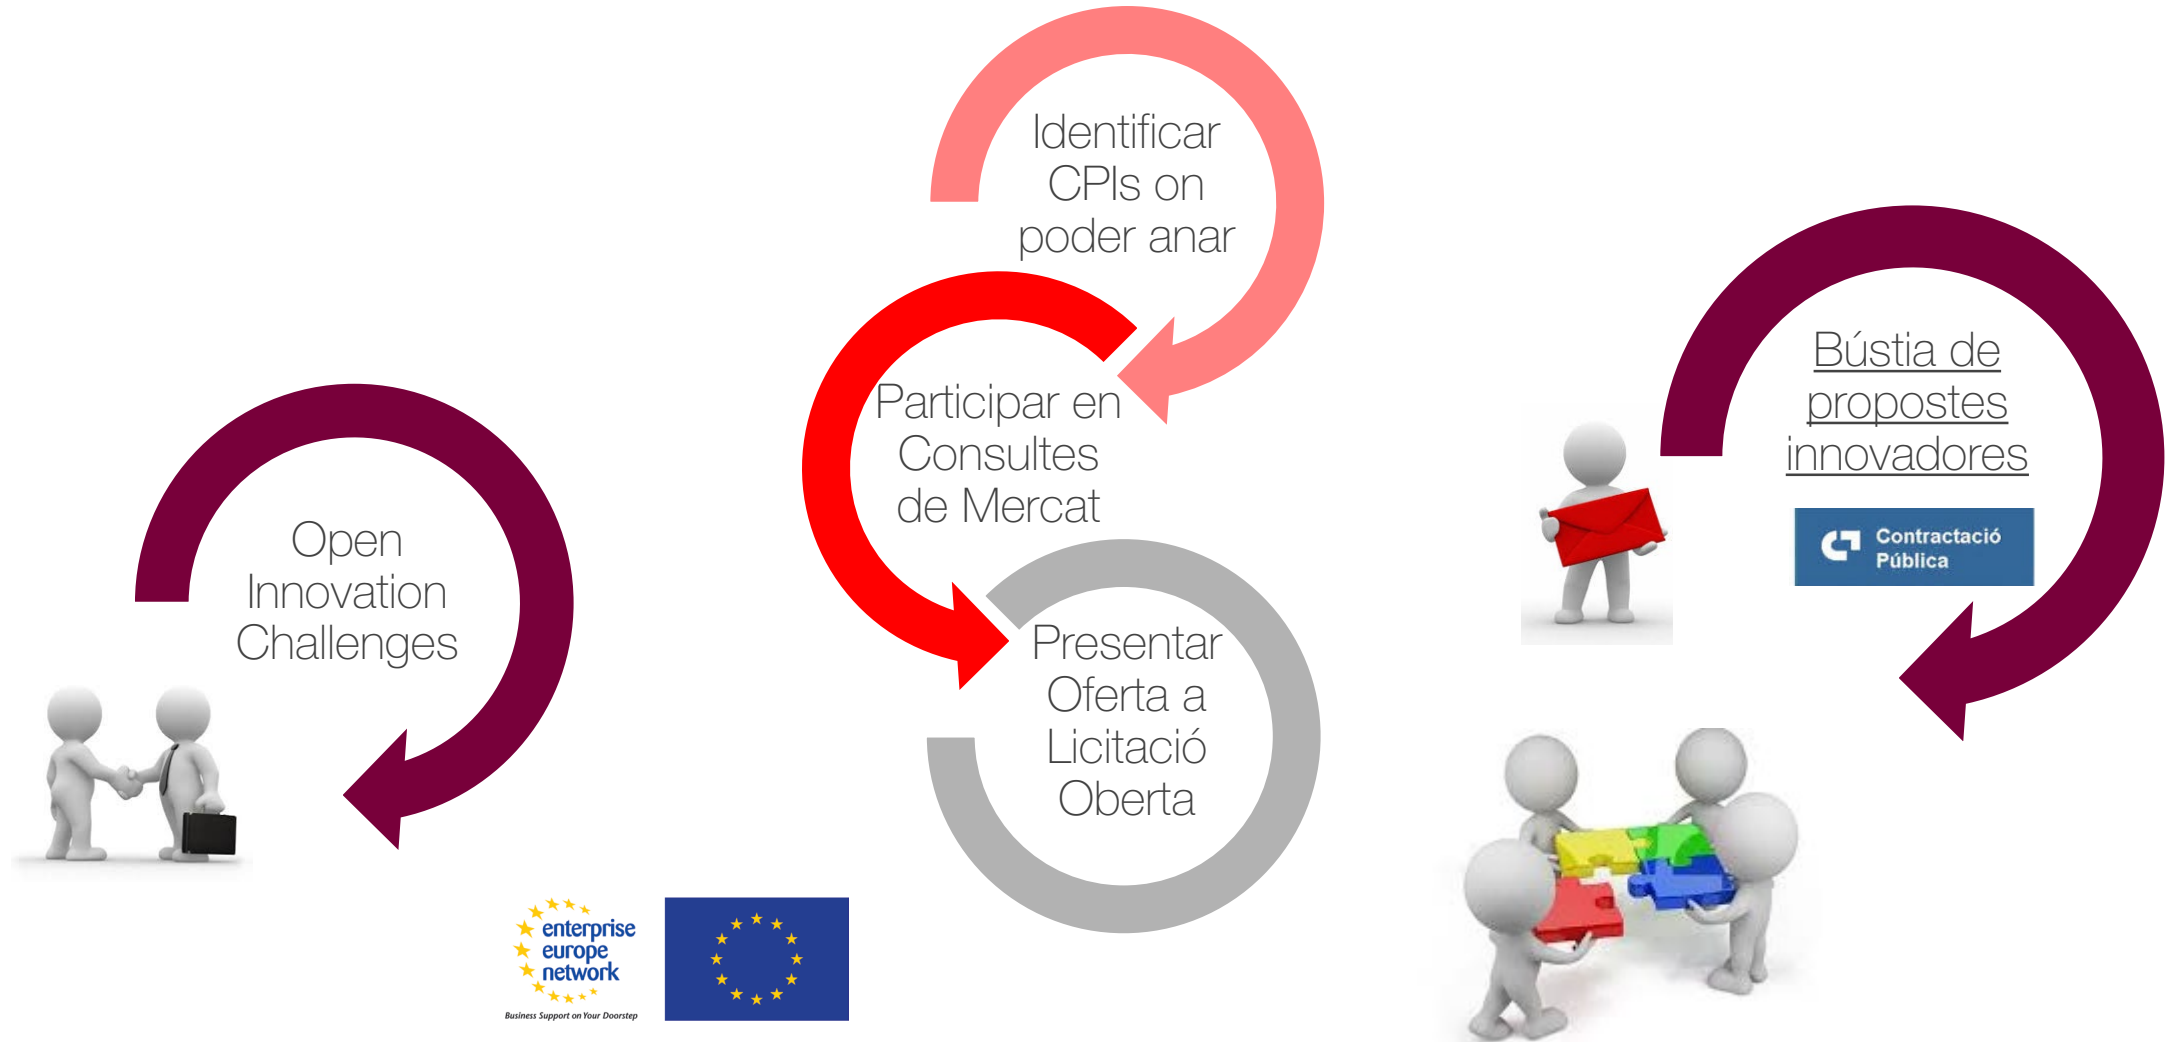 Identificar
CPIs on
poder anar
Participar en
Consultes
de Mercat
Presentar
Oferta a
Licitació
Oberta
Open
Innovation
Challenges
Bústia de
propostes
innovadores
Contractació
Pública
enterprise
europe
network
Business Support on Your Doorstep